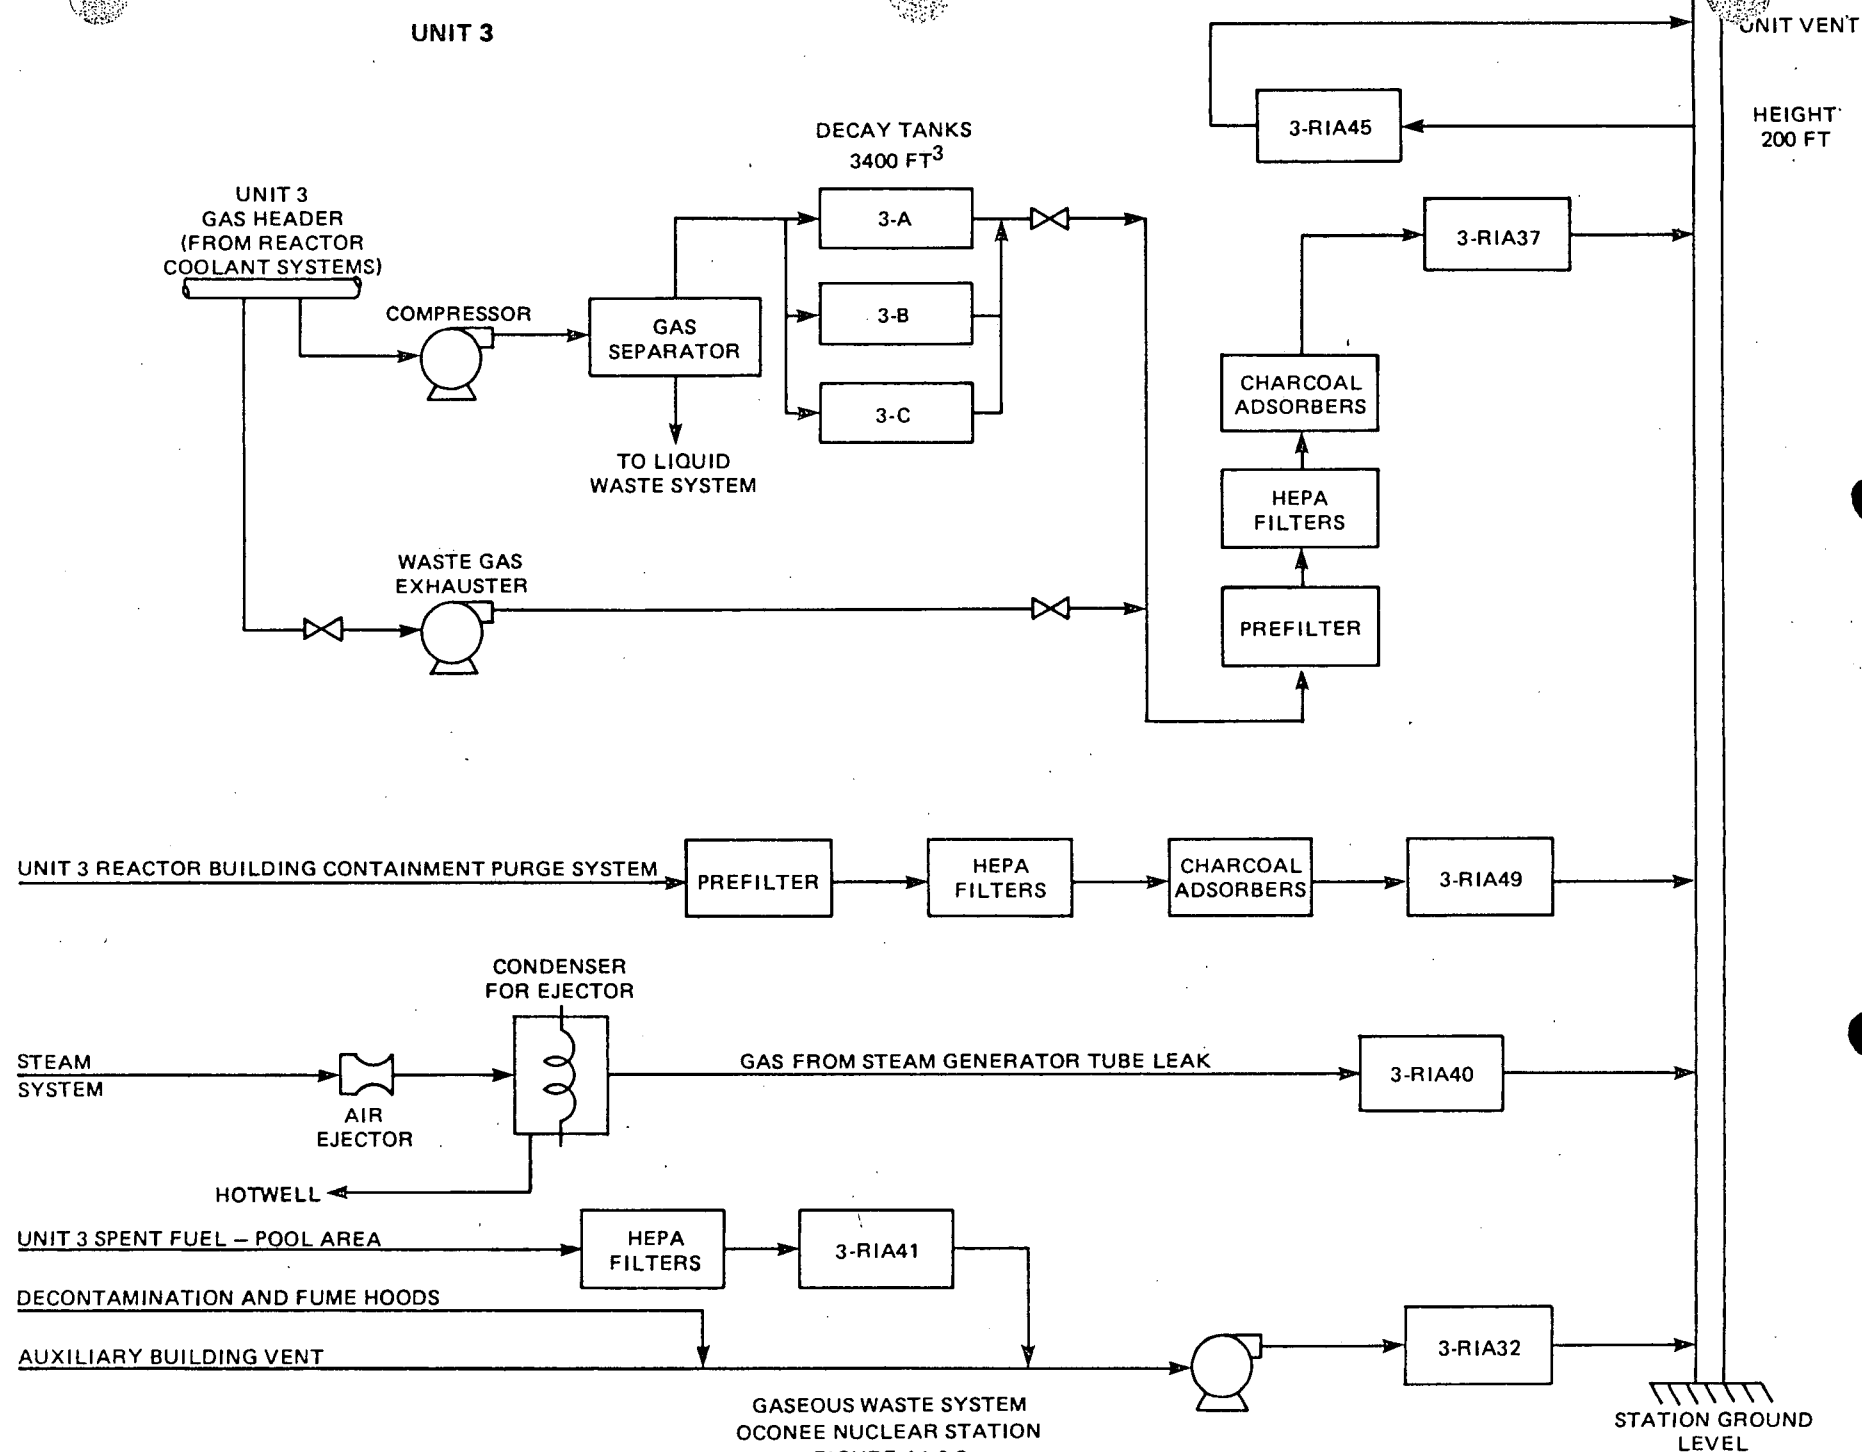 UNIT 3
UNIT VENT
HEIGHT
200 FT
3-RIA45
DECAY TANKS
3400 FT3
UNIT 3
GAS HEADER
(FROM REACTOR
COOLANT SYSTEMS)
3-A
3-RIA37
COMPRESSOR
GAS
SEPARATOR
3-B
CHARCOAL
ADSORBERS
3-C
TO LIQUID
WASTE SYSTEM
HEPA
FILTERS
WASTE GAS
EXHAUSTER
PREFILTER
UNIT 3 REACTOR BUILDING CONTAINMENT PURGE SYSTEM
PREFILTER
HEPA
FILTERS
CHARCOAL
ADSORBERS
3-RIA49
CONDENSER
FOR EJECTOR
STEAM
SYSTEM
AIR
EJECTOR
GAS FROM STEAM GENERATOR TUBE LEAK
3-RIA40
HOTWELL
UNIT 3 SPENT FUEL – POOL AREA
HEPA
FILTERS
3-RIA41
DECONTAMINATION AND FUME HOODS
AUXILIARY BUILDING VENT
3-RIA32
GASEOUS WASTE SYSTEM
OCONEE NUCLEAR STATION
STATION GROUND
LEVEL